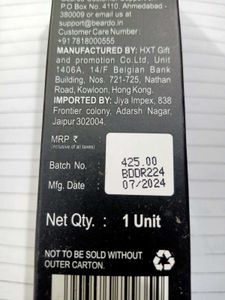 P.O Box No. 4110, Ahmedabad -
380009 or email us at
support@beardo.in
Customer Care Number :
+91 7818000555
MANUFACTURED BY: HXT Gift
and promotion Co.Ltd, Unit
1406A, 14/F Belgian Bank
Building, Nos. 721-725, Nathan
Road, Kowloon, Hong Kong.
IMPORTED BY: Jiya Impex, 838
Frontier colony, Adarsh Nagar,
Jaipur 302004.
MRP ₹ 425.00
Inclusive of all taxes)
Batch No. BDDR224
Mfg. Date 07/2024
Net Qty. : 1 Unit
NOT TO BE SOLD WITHOUT
OUTER CARTON.